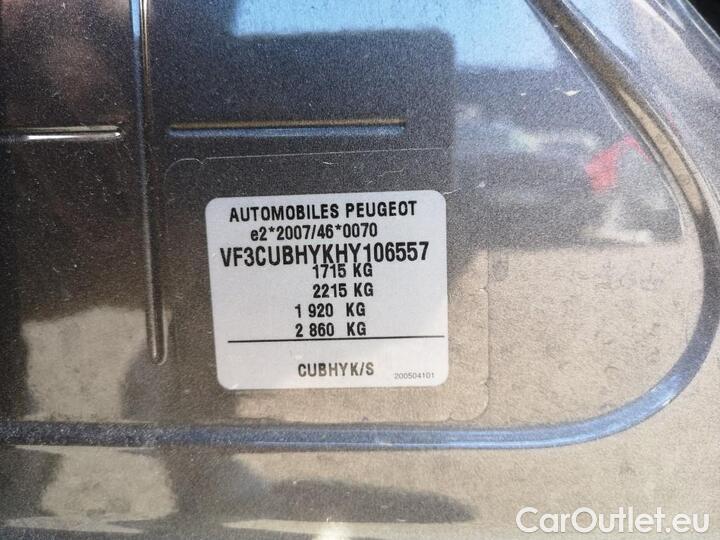 AUTOMOBILES PEUGEOT
e2*2007/46*0070
VF3CUBHYKHY106557
1715 KG
2215 KG
1 920 KG
2 860 KG
CUBHYK/S 200504101
CarOutlet.eu